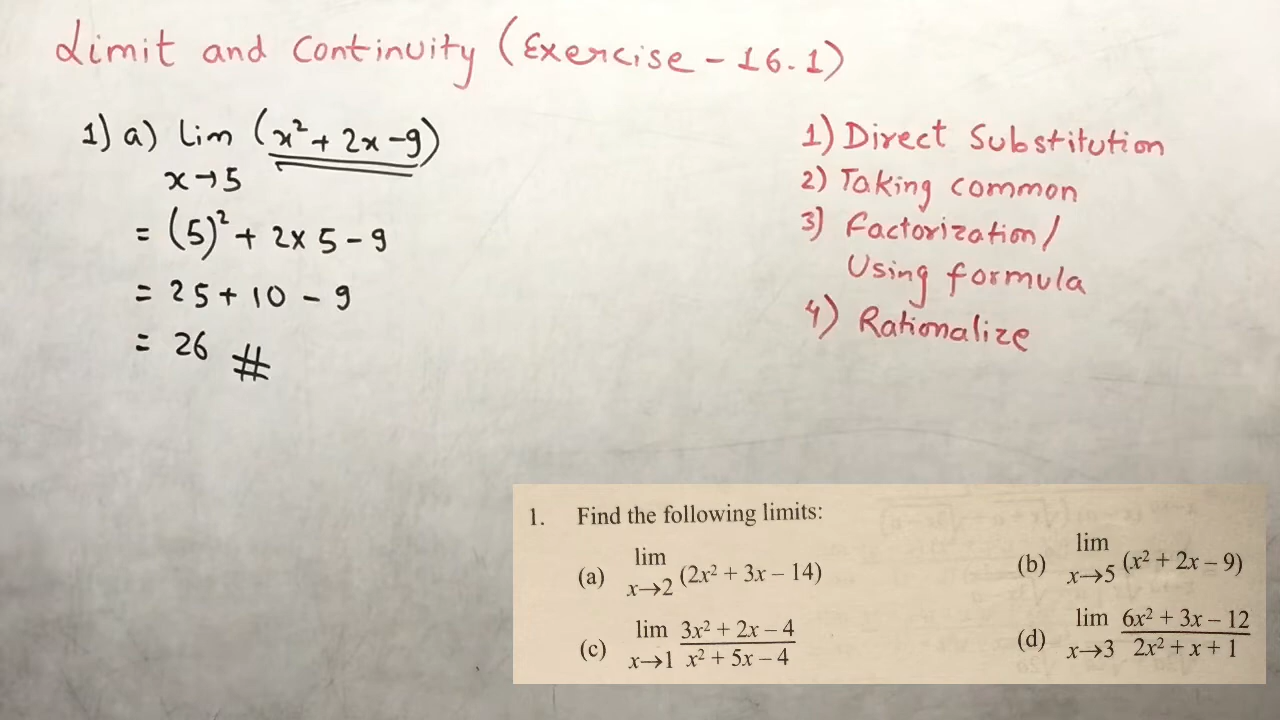 Limit and Continuity (Exercise - 16.1)
1) a) lim (x² + 2x - 9)
x→5
= (5)² + 2x 5 - 9
= 25 + 10 - 9
= 26 #
1) Direct Substitution
2) Taking common
3) Factorization/
Using formula
4) Rationalize
1. Find the following limits:
(a) lim x→2 (2x² + 3x – 14)
(b) lim x→5 (x² + 2x – 9)
(c) lim x→1 3x² + 2x – 4 / x² + 5x – 4
(d) lim x→3 6x² + 3x – 12 / 2x² + x + 1